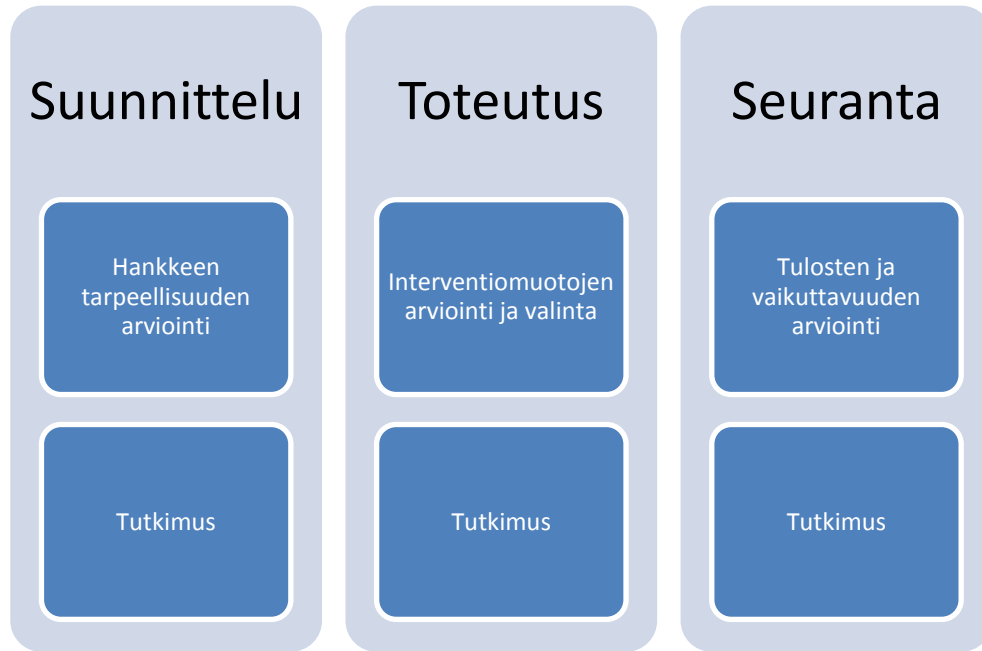 Suunnittelu
Hankkeen
tarpeellisuuden
arviointi
Tutkimus
Toteutus
Interventiomuotojen
arviointi ja valinta
Tutkimus
Seuranta
Tulosten ja
vaikuttavuuden
arviointi
Tutkimus